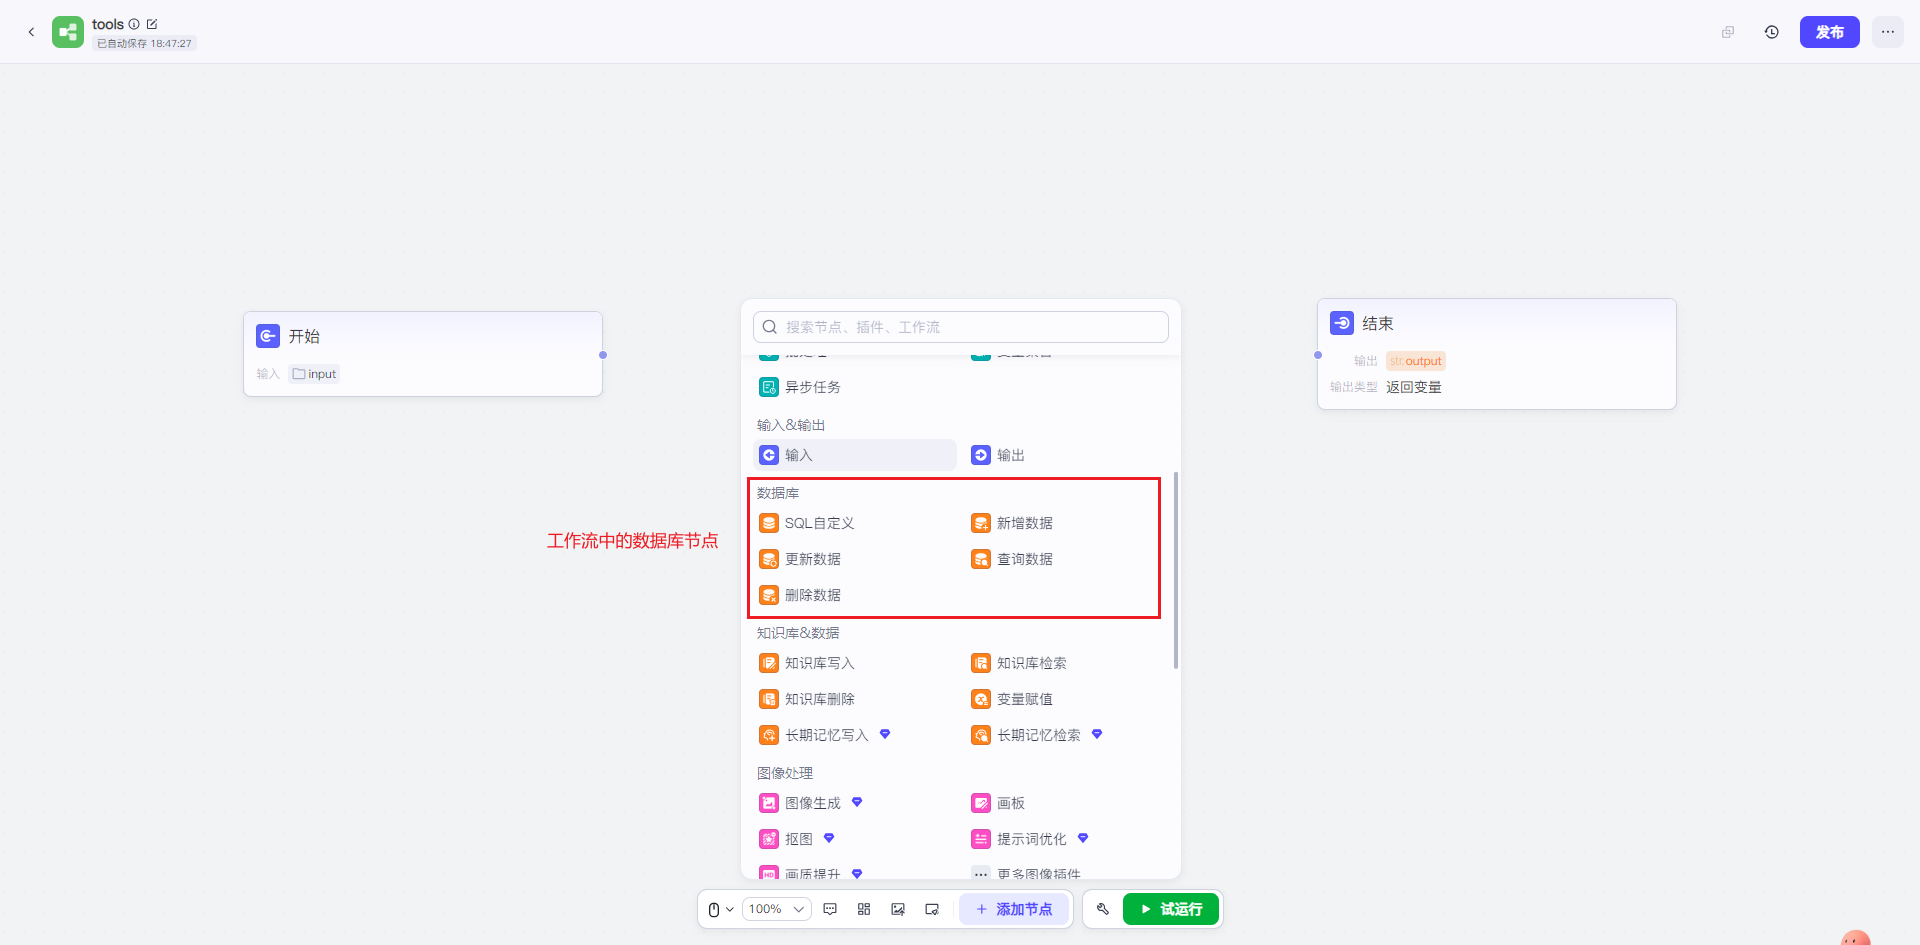 tools
已自动保存 18:47:27
发布
开始
输入 input
搜索节点、插件、工作流
批处理 变量聚合
异步任务
输入&输出
输入 输出
数据库
SQL自定义 新增数据
更新数据 查询数据
删除数据
工作流中的数据库节点
知识库&数据
知识库写入 知识库检索
知识库删除 变量赋值
长期记忆写入 长期记忆检索
图像处理
图像生成 画板
抠图 提示词优化
HD 画质提升 更多图像插件
结束
输出 str.output
输出类型 返回变量
100%
添加节点
试运行